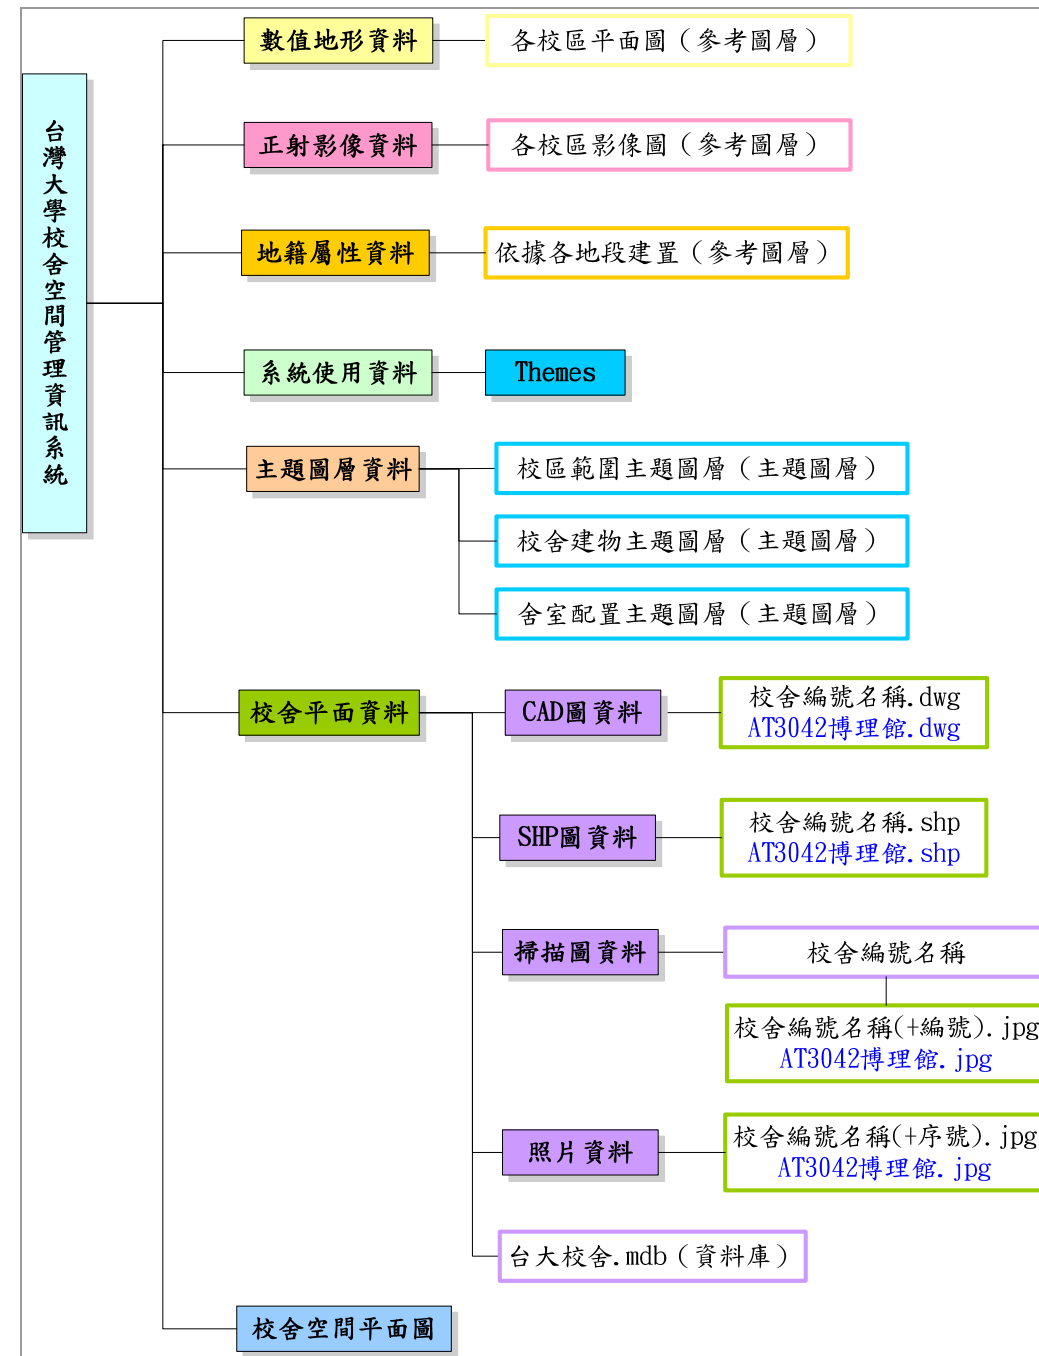 台灣大學校舍空間管理資訊系統
數值地形資料
各校區平面圖（參考圖層）
正射影像資料
各校區影像圖（參考圖層）
地籍屬性資料
依據各地段建置（參考圖層）
系統使用資料
Themes
主題圖層資料
校區範圍主題圖層（主題圖層）
校舍建物主題圖層（主題圖層）
舍室配置主題圖層（主題圖層）
校舍平面資料
CAD圖資料
校舍編號名稱.dwg
AT3042博理館.dwg
SHP圖資料
校舍編號名稱.shp
AT3042博理館.shp
掃描圖資料
校舍編號名稱
校舍編號名稱(+編號).jpg
AT3042博理館.jpg
照片資料
校舍編號名稱(+序號).jpg
AT3042博理館.jpg
台大校舍.mdb（資料庫）
校舍空間平面圖